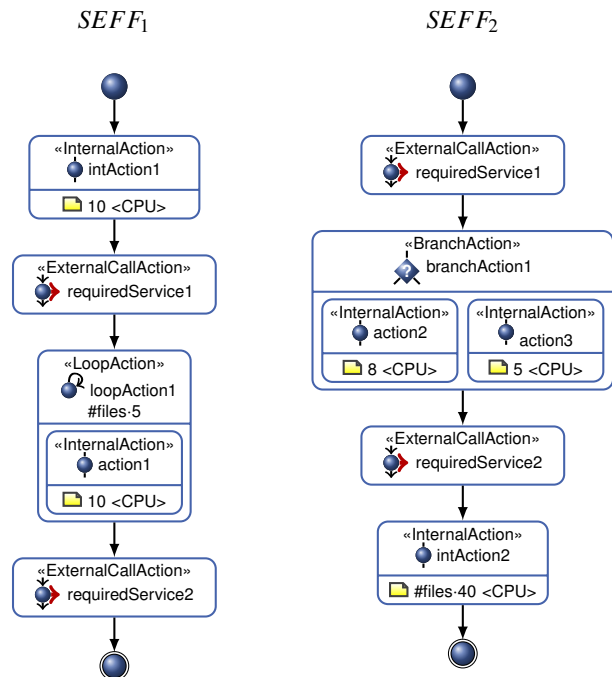 SEFF1
«InternalAction»
intAction1
10 <CPU>
«ExternalCallAction»
requiredService1
«LoopAction»
loopAction1
#files·5
«InternalAction»
action1
10 <CPU>
«ExternalCallAction»
requiredService2
SEFF2
«ExternalCallAction»
requiredService1
«BranchAction»
?
branchAction1
«InternalAction»
action2
8 <CPU>
«InternalAction»
action3
5 <CPU>
«ExternalCallAction»
requiredService2
«InternalAction»
intAction2
#files·40 <CPU>